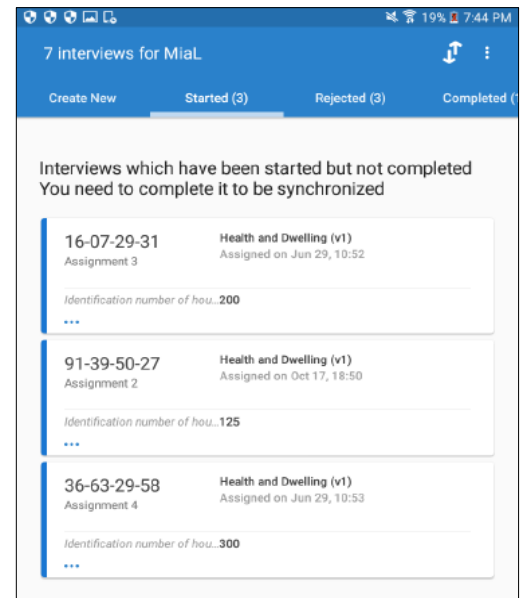 19% 7:44 PM
7 interviews for MiaL
Create New Started (3) Rejected (3) Completed (
Interviews which have been started but not completed
You need to complete it to be synchronized
16-07-29-31 Health and Dwelling (v1)
Assignment 3 Assigned on Jun 29, 10:52
Identification number of hou...200
...
91-39-50-27 Health and Dwelling (v1)
Assignment 2 Assigned on Oct 17, 18:50
Identification number of hou...125
...
36-63-29-58 Health and Dwelling (v1)
Assignment 4 Assigned on Jun 29, 10:53
Identification number of hou...300
...